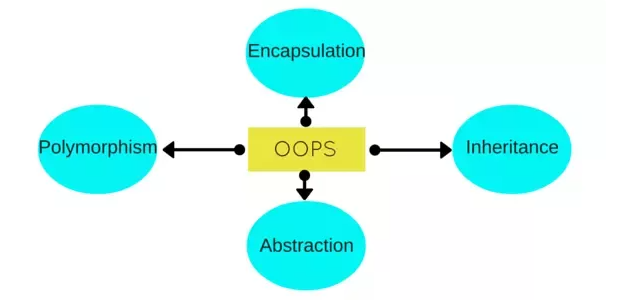 Encapsulation
Polymorphism
OOPS
Inheritance
Abstraction